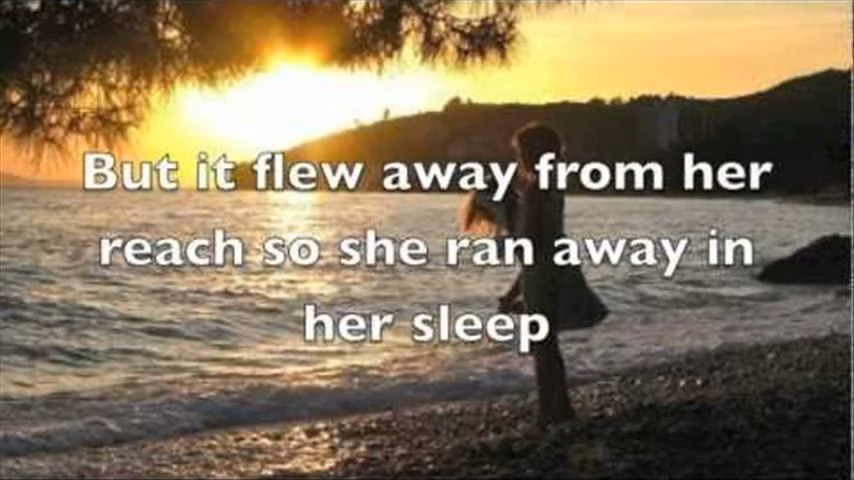 But it flew away from her
reach so she ran away in
her sleep